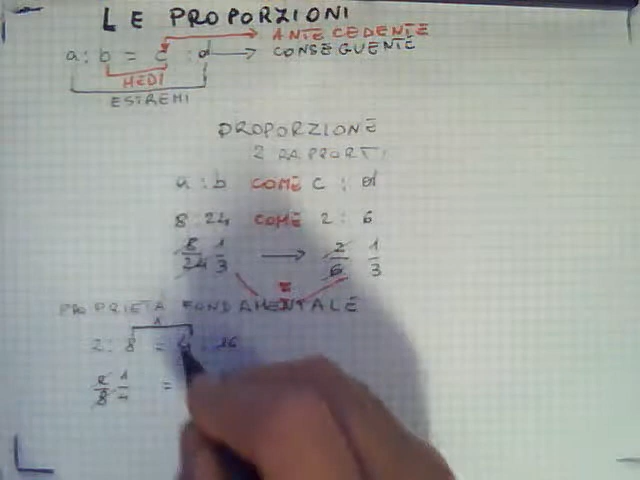 LE PROPORZIONI
ANTECEDENTE
a : b = c : d → CONSEGUENTE
MEDI
ESTREMI
PROPORZIONE
2 RAPPORTI
a : b COME c : d
8 : 24 COME 2 : 6
8/24 1/3 → 2/6 1/3
=
PROPRIETÀ FONDAMENTALE
2 : 8 = 4 : 16
2/8 1/4 =